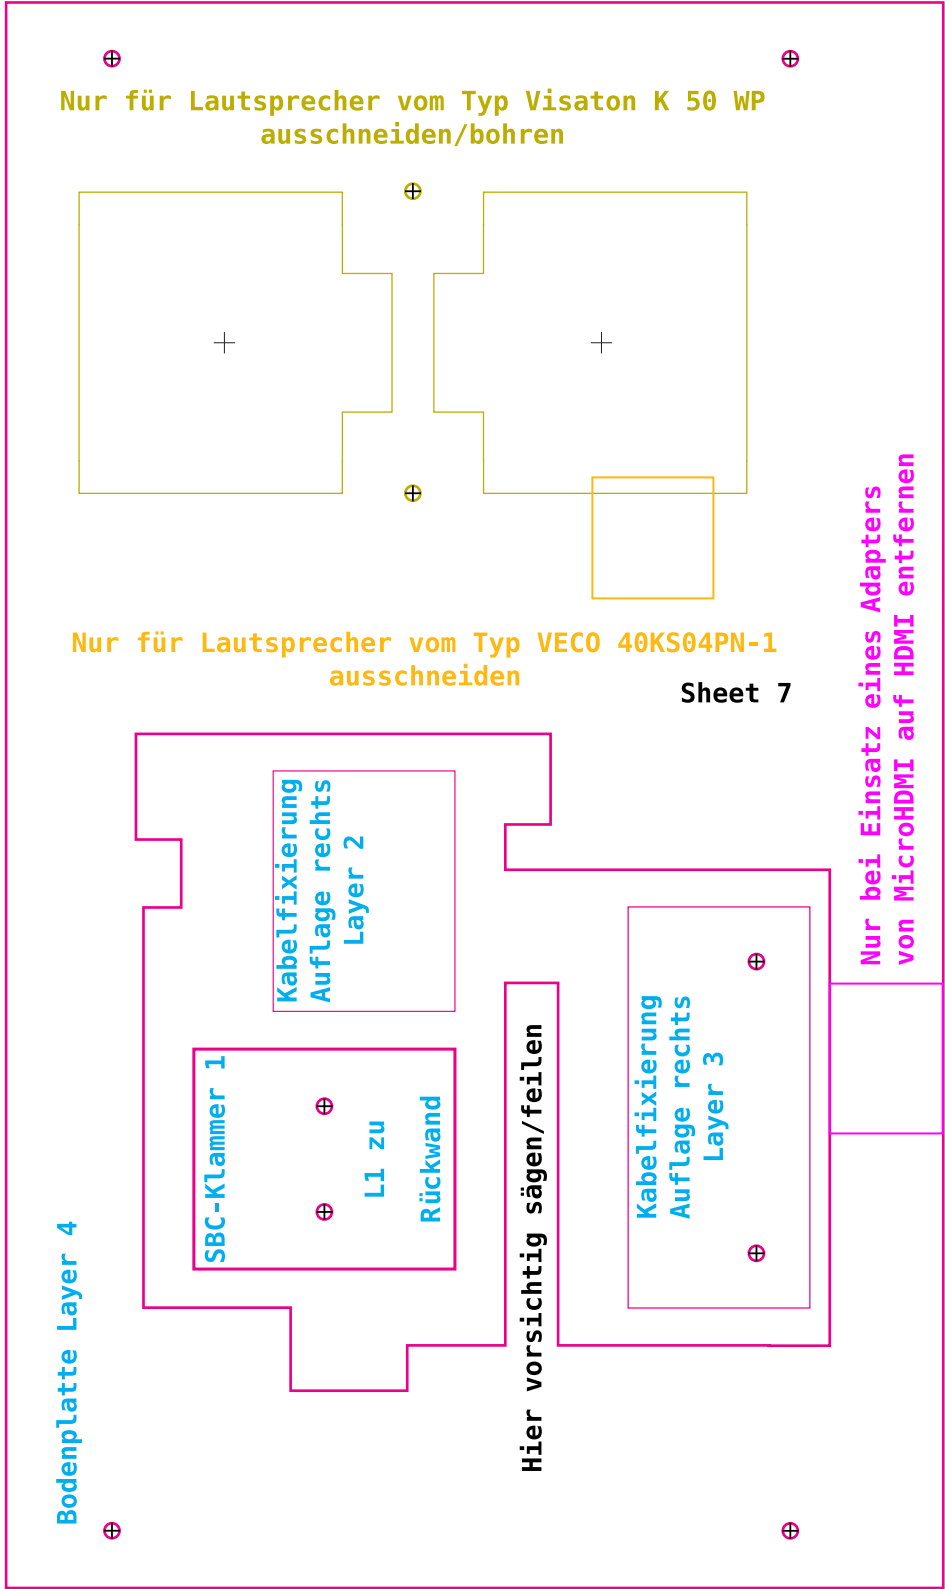 Nur für Lautsprecher vom Typ Visaton K 50 WP
ausschneiden/bohren
Nur für Lautsprecher vom Typ VECO 40KS04PN-1
ausschneiden
Sheet 7
Nur bei Einsatz eines Adapters
von MicroHDMI auf HDMI entfernen
Kabelfixierung
Auflage rechts
Layer 2
Kabelfixierung
Auflage rechts
Layer 3
SBC-Klammer 1
L1 zu
Rückwand
Hier vorsichtig sägen/feilen
Bodenplatte Layer 4